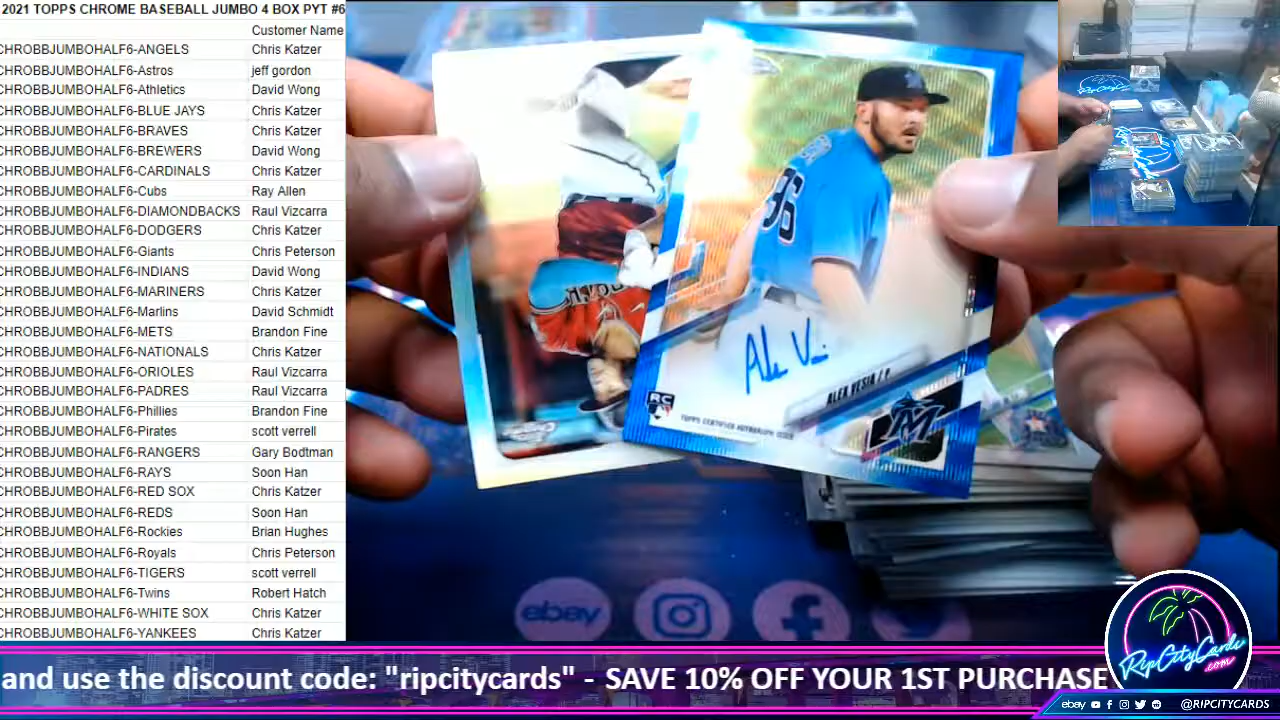 2021 TOPPS CHROME BASEBALL JUMBO 4 BOX PYT #6
Customer Name
CHROBBJUMBOHALF6-ANGELS Chris Katzer
CHROBBJUMBOHALF6-Astros jeff gordon
CHROBBJUMBOHALF6-Athletics David Wong
CHROBBJUMBOHALF6-BLUE JAYS Chris Katzer
CHROBBJUMBOHALF6-BRAVES Chris Katzer
CHROBBJUMBOHALF6-BREWERS David Wong
CHROBBJUMBOHALF6-CARDINALS Chris Katzer
CHROBBJUMBOHALF6-Cubs Ray Allen
CHROBBJUMBOHALF6-DIAMONDBACKS Raul Vizcarra
CHROBBJUMBOHALF6-DODGERS Chris Katzer
CHROBBJUMBOHALF6-Giants Chris Peterson
CHROBBJUMBOHALF6-INDIANS David Wong
CHROBBJUMBOHALF6-MARINERS Chris Katzer
CHROBBJUMBOHALF6-Marlins David Schmidt
CHROBBJUMBOHALF6-METS Brandon Fine
CHROBBJUMBOHALF6-NATIONALS Chris Katzer
CHROBBJUMBOHALF6-ORIOLES Raul Vizcarra
CHROBBJUMBOHALF6-PADRES Raul Vizcarra
CHROBBJUMBOHALF6-Phillies Brandon Fine
CHROBBJUMBOHALF6-Pirates scott verrell
CHROBBJUMBOHALF6-RANGERS Gary Bodtman
CHROBBJUMBOHALF6-RAYS Soon Han
CHROBBJUMBOHALF6-RED SOX Chris Katzer
CHROBBJUMBOHALF6-REDS Soon Han
CHROBBJUMBOHALF6-Rockies Brian Hughes
CHROBBJUMBOHALF6-Royals Chris Peterson
CHROBBJUMBOHALF6-TIGERS scott verrell
CHROBBJUMBOHALF6-Twins Robert Hatch
CHROBBJUMBOHALF6-WHITE SOX Chris Katzer
CHROBBJUMBOHALF6-YANKEES Chris Katzer
96
Alex V
ALEX VESIA / P
RC
TOPPS CERTIFIED AUTOGRAPH ISSUE
M
ebay
and use the discount code: "ripcitycards" - SAVE 10% OFF YOUR 1ST PURCHASE
RipCityCards
.com
ebay @RIPCITYCARDS